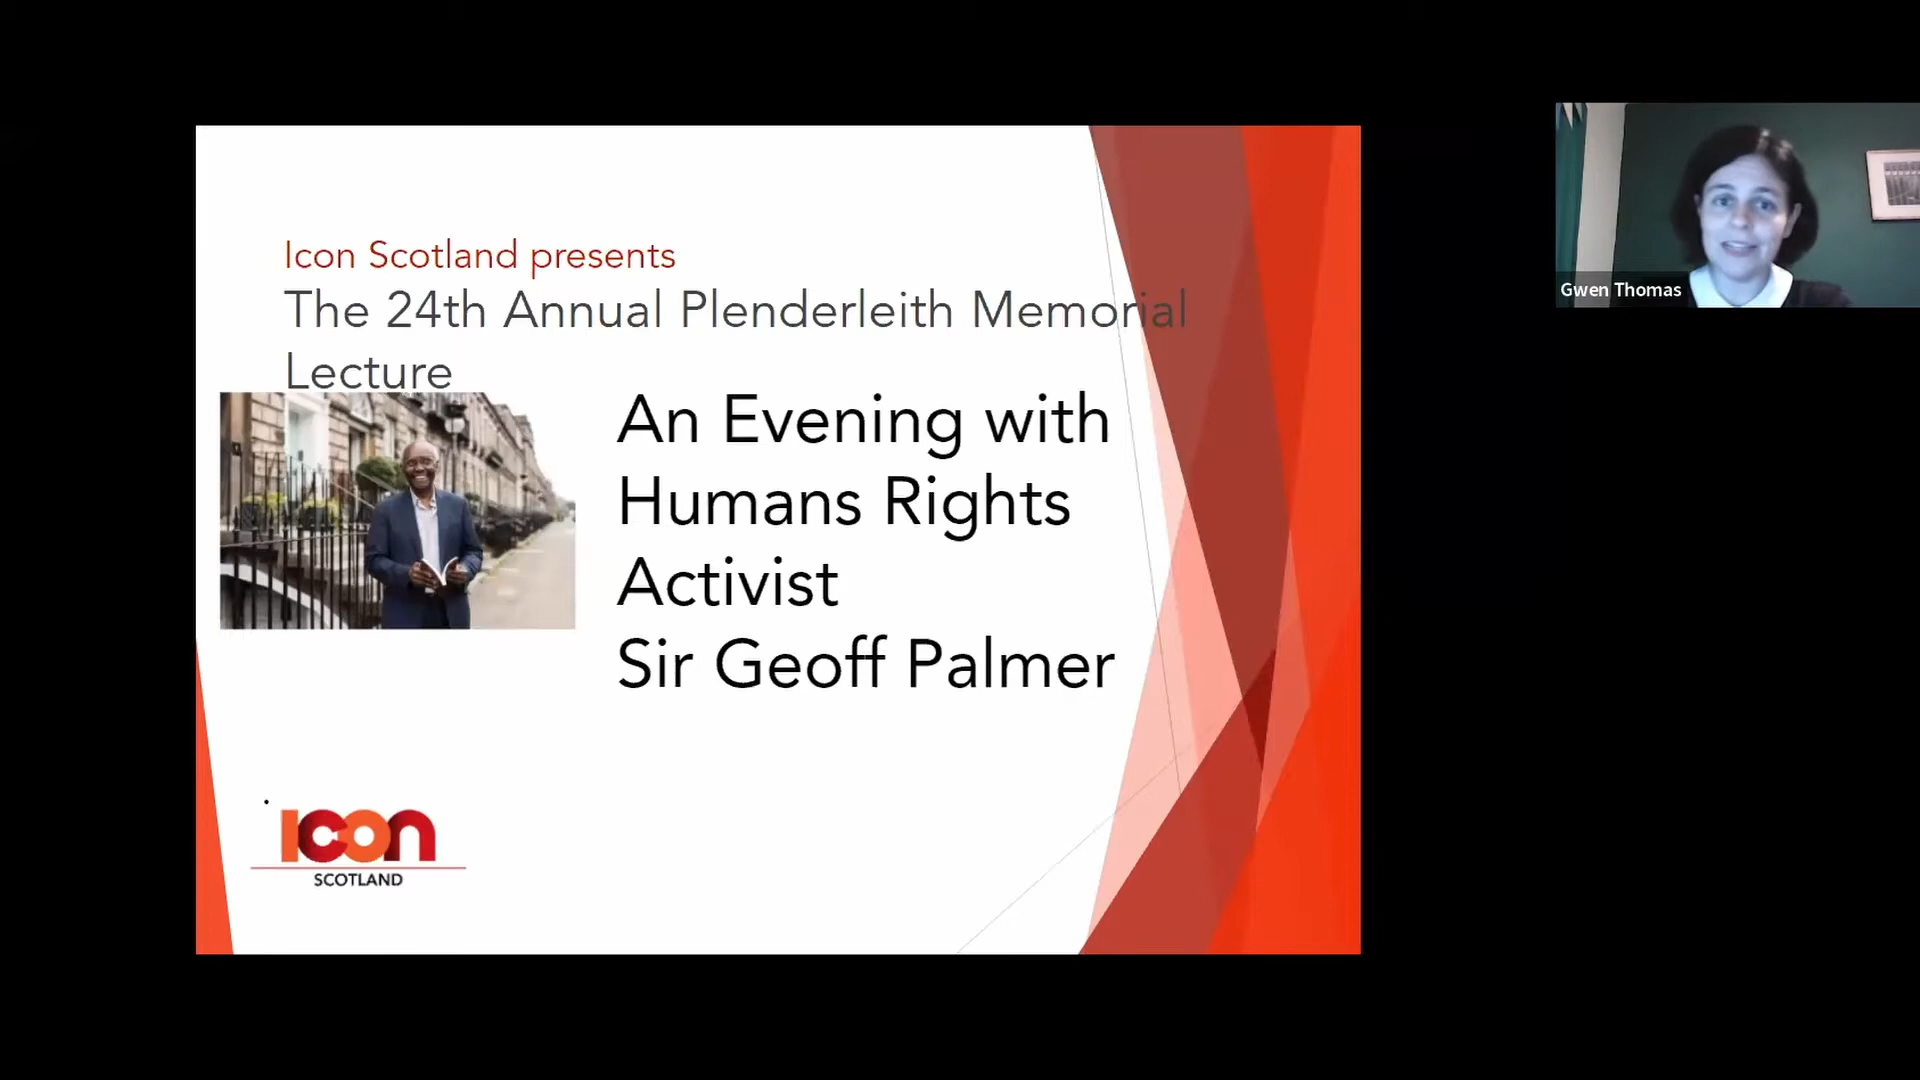 Icon Scotland presents
The 24th Annual Plenderleith Memorial
Lecture
An Evening with
Humans Rights
Activist
Sir Geoff Palmer
icon
SCOTLAND
Gwen Thomas